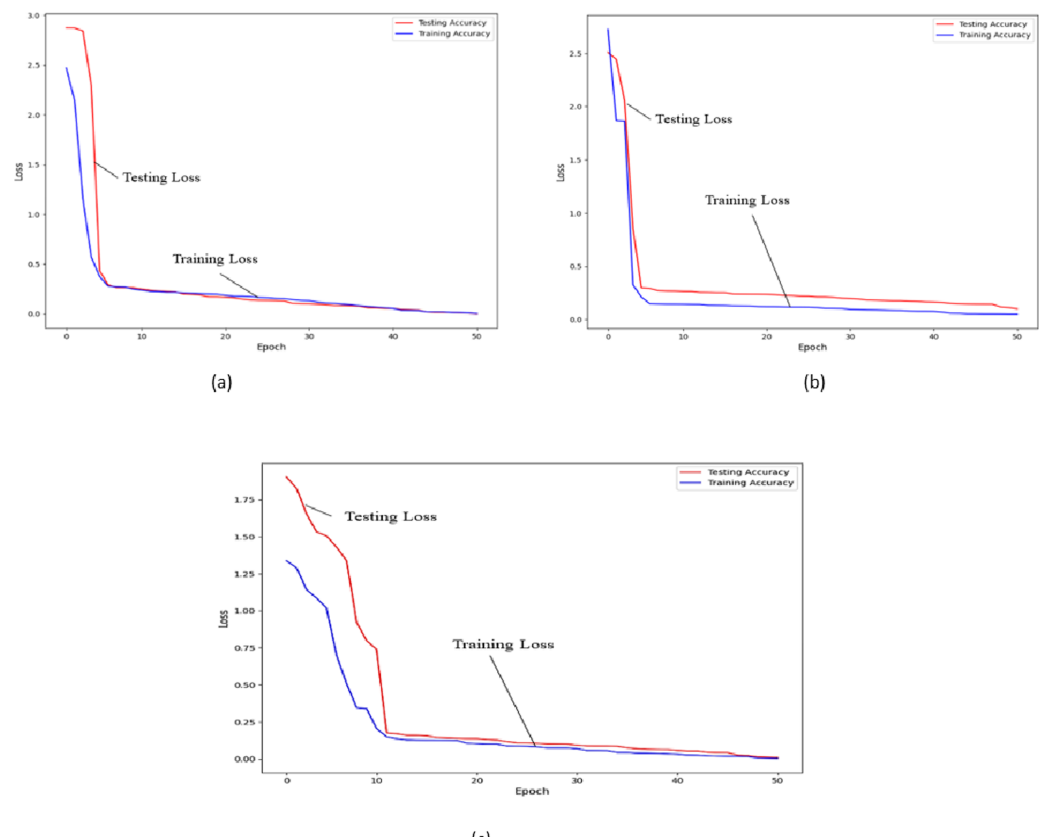 3.0
2.5
2.0
1.5
1.0
0.5
0.0
Loss
Testing Accuracy
Training Accuracy
Testing Loss
Training Loss
0 10 20 30 40 50
Epoch
(a)
2.5
2.0
1.5
1.0
0.5
0.0
Loss
Testing Accuracy
Training Accuracy
Testing Loss
Training Loss
0 10 20 30 40 50
Epoch
(b)
1.75
1.50
1.25
1.00
0.75
0.50
0.25
0.00
Loss
Testing Accuracy
Training Accuracy
Testing Loss
Training Loss
0 10 20 30 40 50
Epoch